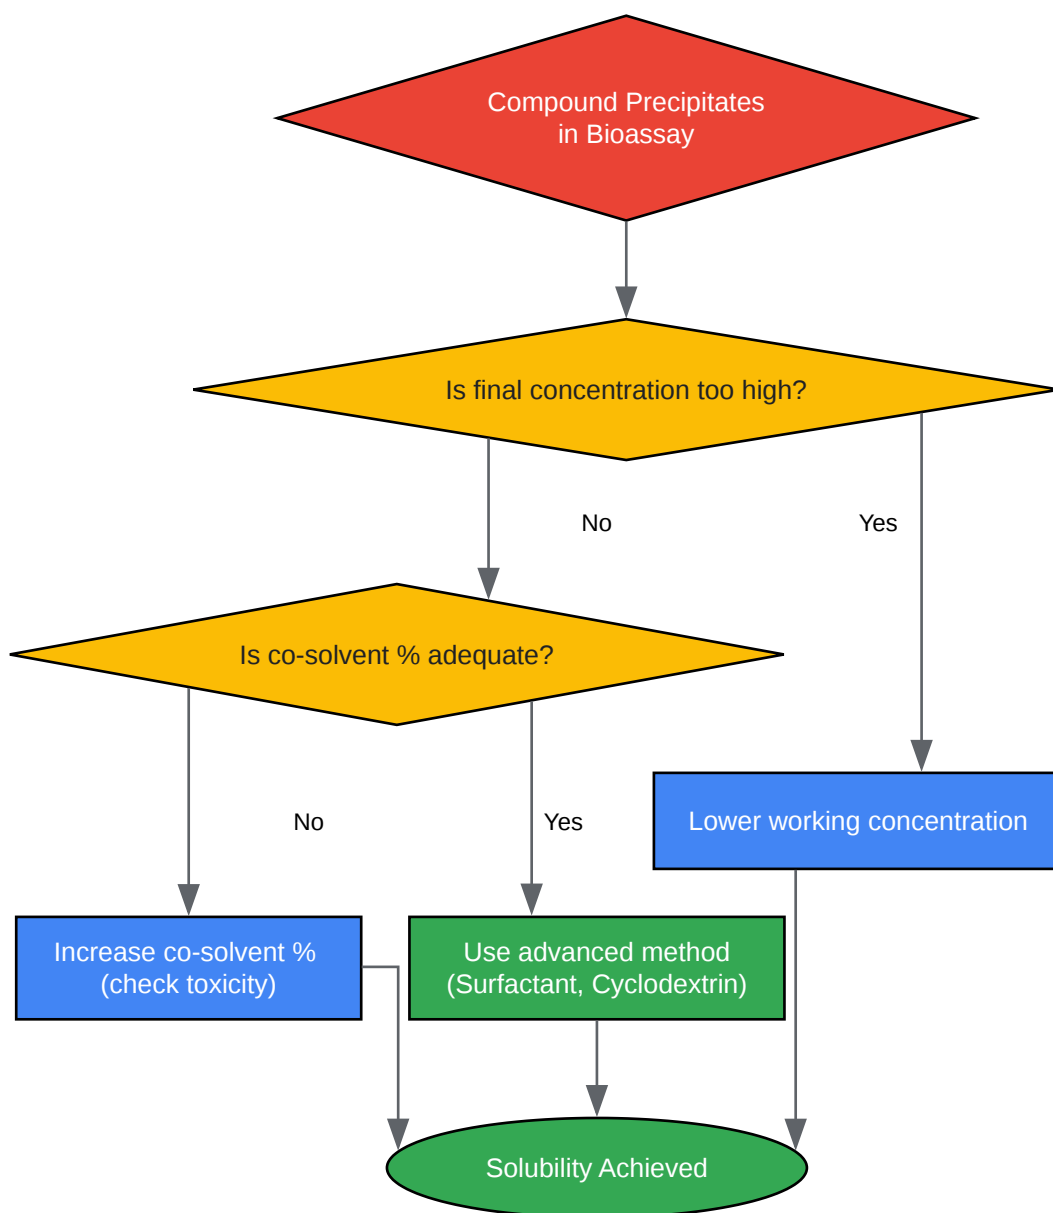 Compound Precipitates
in Bioassay
Is final concentration too high?
No
Yes
Is co-solvent % adequate?
No
Yes
Lower working concentration
Increase co-solvent %
(check toxicity)
Use advanced method
(Surfactant, Cyclodextrin)
Solubility Achieved